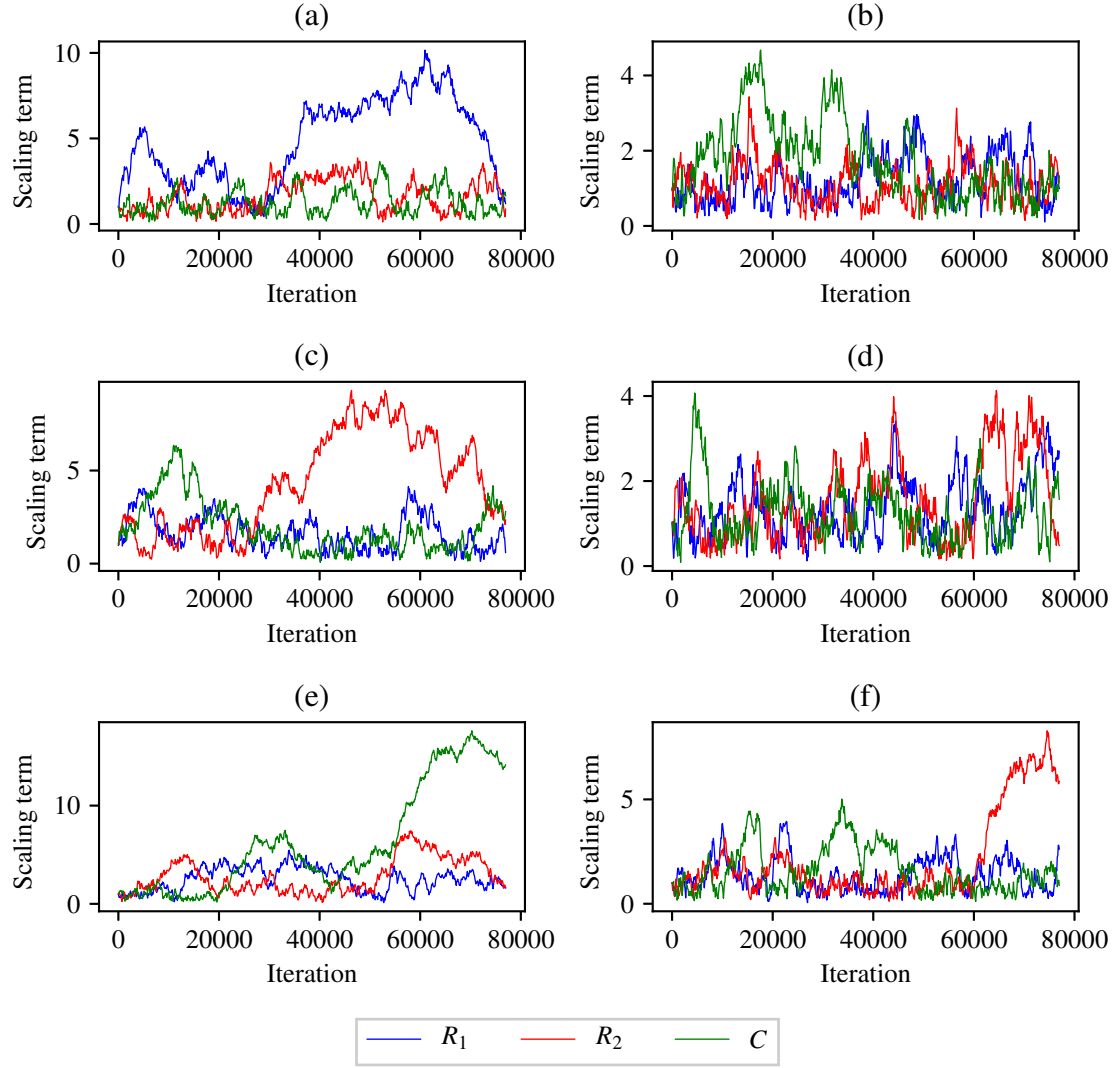 (a)
Scaling term
10
5
0
0 20000 40000 60000 80000
Iteration
(b)
Scaling term
4
2
0
0 20000 40000 60000 80000
Iteration
(c)
Scaling term
5
0
0 20000 40000 60000 80000
Iteration
(d)
Scaling term
4
2
0
0 20000 40000 60000 80000
Iteration
(e)
Scaling term
10
0
0 20000 40000 60000 80000
Iteration
(f)
Scaling term
5
0
0 20000 40000 60000 80000
Iteration
R1 R2 C